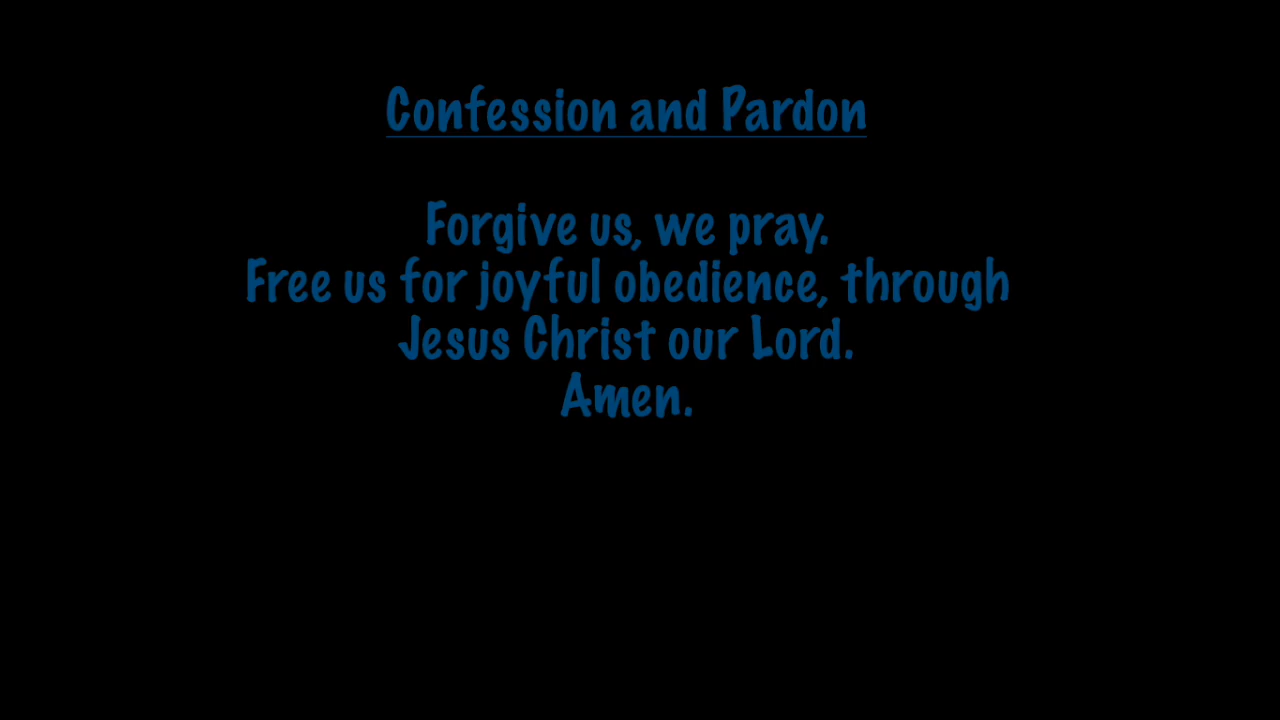 Confession and Pardon
Forgive us, we pray.
Free us for joyful obedience, through
Jesus Christ our Lord.
Amen.